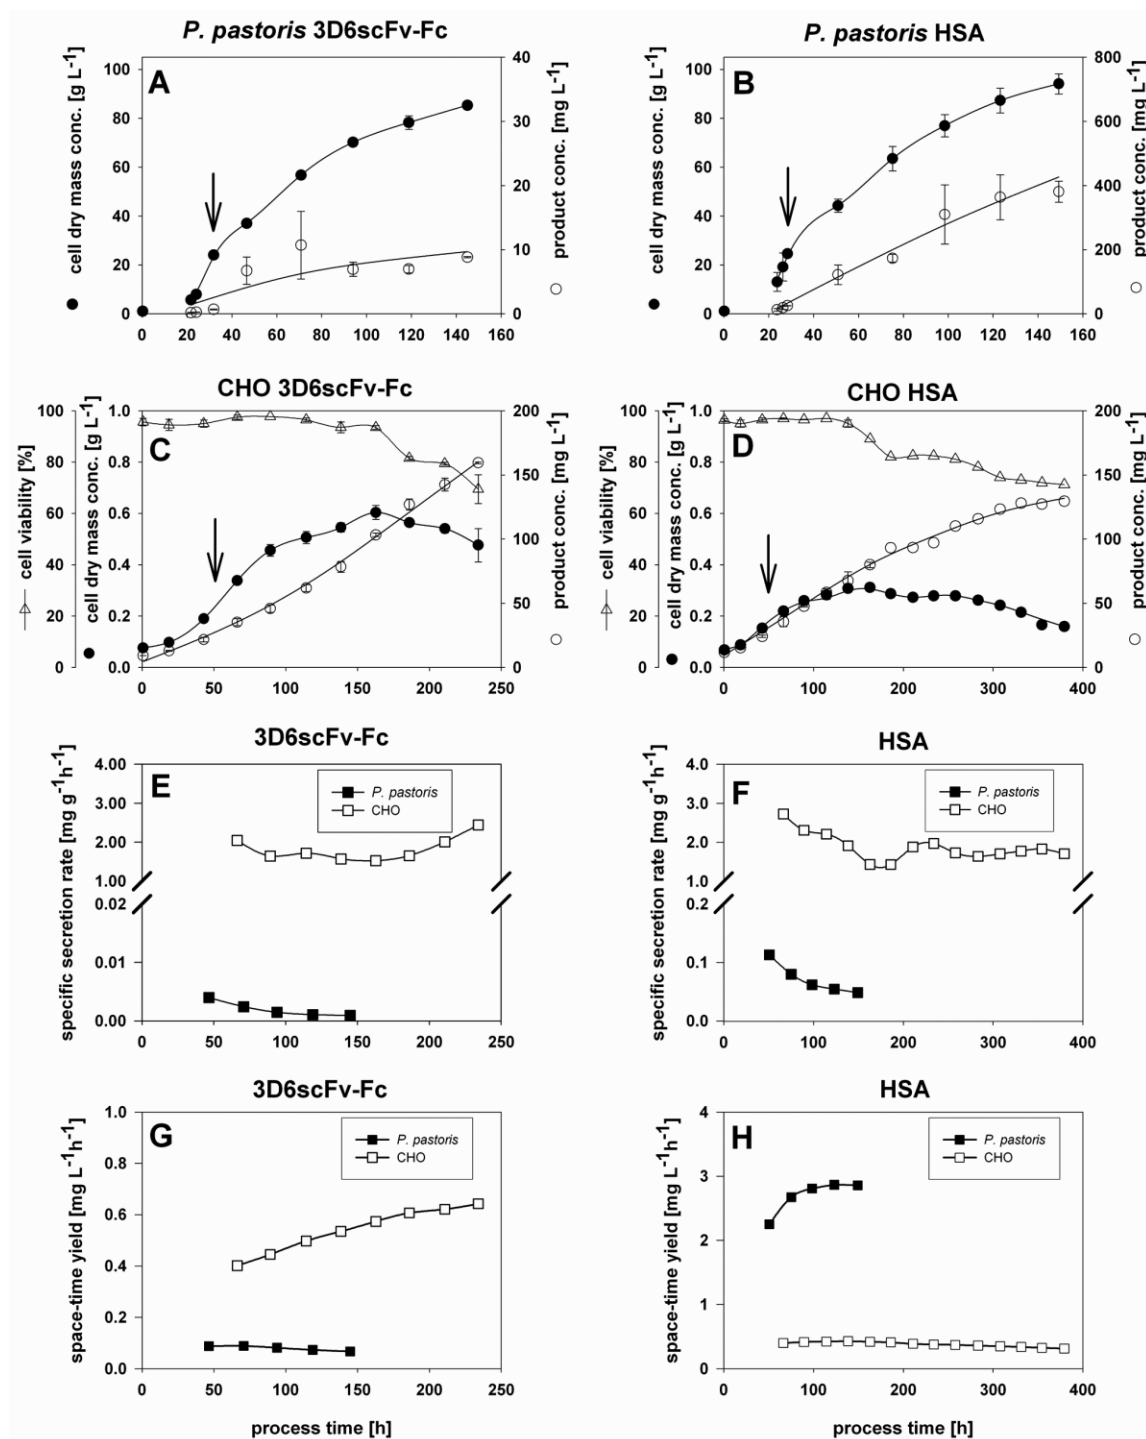 P. pastoris 3D6scFv-Fc
P. pastoris HSA
A
cell dry mass conc. [g L-1]
product conc. [mg L-1]
100
80
60
40
20
0
40
30
20
10
0
0 20 40 60 80 100 120 140 160
B
cell dry mass conc. [g L-1]
product conc. [mg L-1]
100
80
60
40
20
0
800
600
400
200
0
0 20 40 60 80 100 120 140 160
CHO 3D6scFv-Fc
CHO HSA
C
cell viability [%]
cell dry mass conc. [g L-1]
product conc. [mg L-1]
100
80
60
40
20
0
1.0
0.8
0.6
0.4
0.2
0.0
200
150
100
50
0
0 50 100 150 200 250
D
cell viability [%]
cell dry mass conc. [g L-1]
product conc. [mg L-1]
100
80
60
40
20
0
1.0
0.8
0.6
0.4
0.2
0.0
200
150
100
50
0
0 100 200 300 400
3D6scFv-Fc
HSA
E
specific secretion rate [mg g-1h-1]
P. pastoris
CHO
4.00
3.00
2.00
1.00
0.02
0.01
0.00
0 50 100 150 200 250
F
specific secretion rate [mg g-1h-1]
P. pastoris
CHO
4.0
3.0
2.0
1.0
0.2
0.1
0.0
0 100 200 300 400
3D6scFv-Fc
HSA
G
space-time yield [mg L-1h-1]
P. pastoris
CHO
1.0
0.8
0.6
0.4
0.2
0.0
0 50 100 150 200 250
process time [h]
H
space-time yield [mg L-1h-1]
P. pastoris
CHO
4
3
2
1
0
0 100 200 300 400
process time [h]